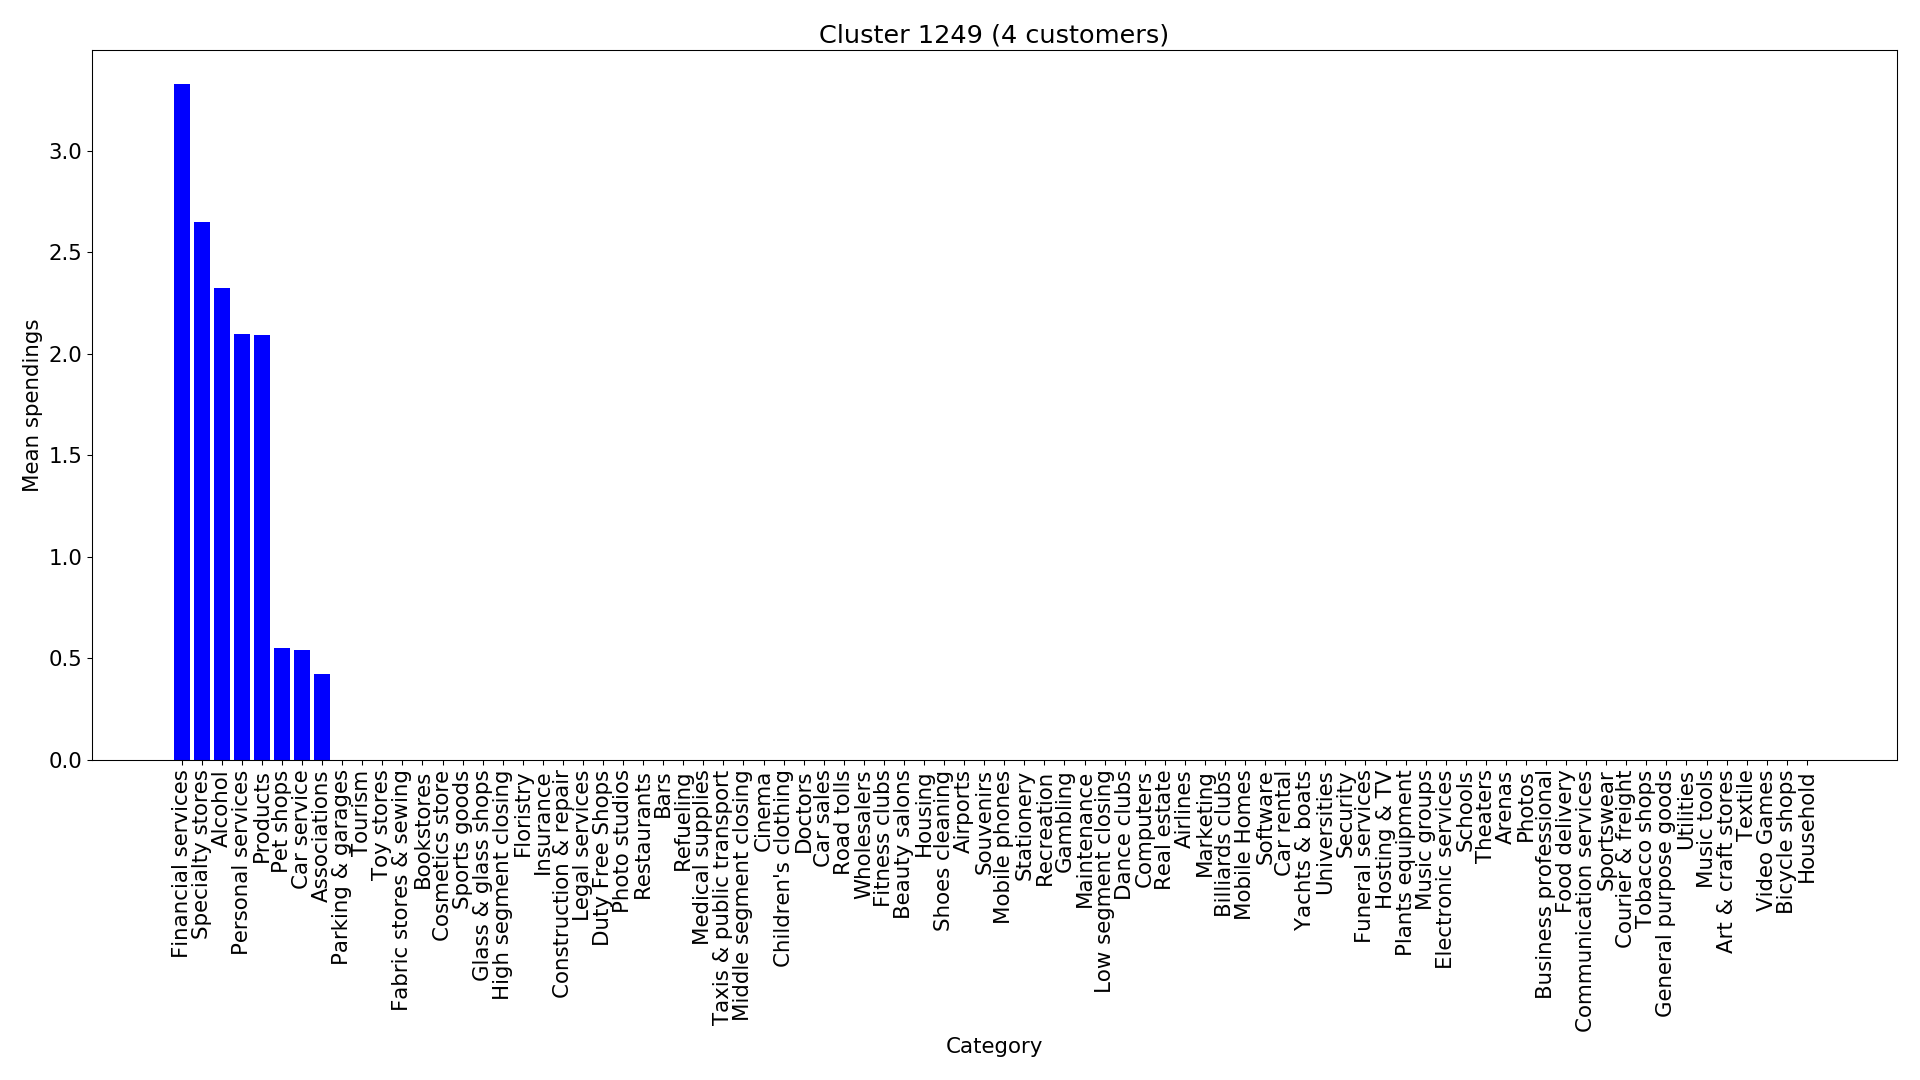 Cluster 1249 (4 customers)
Mean spendings
3.0
2.5
2.0
1.5
1.0
0.5
0.0
Financial services
Specialty stores
Alcohol
Personal services
Products
Pet shops
Car service
Associations
Parking & garages
Tourism
Toy stores
Fabric stores & sewing
Bookstores
Cosmetics store
Sports goods
Glass & glass shops
High segment closing
Floristry
Insurance
Construction & repair
Legal services
Duty Free Shops
Photo studios
Restaurants
Bars
Refuelling
Medical supplies
Taxis & public transport
Middle segment closing
Cinema
Children's clothing
Doctors
Car sales
Road tolls
Wholesalers
Fitness clubs
Beauty salons
Housing
Shoes cleaning
Airports
Souvenirs
Mobile phones
Stationery
Recreation
Gambling
Maintenance
Low segment closing
Dance clubs
Computers
Real estate
Airlines
Marketing
Billiards clubs
Mobile Homes
Software
Car rental
Yachts & boats
Universities
Security
Funeral services
Hosting & TV
Plants equipment
Music groups
Electronic services
Schools
Theaters
Arenas
Photos
Business professional
Food delivery
Communication services
Sportswear
Courier & freight
Tobacco shops
General purpose goods
Utilities
Music tools
Art & craft stores
Textile
Video Games
Bicycle shops
Household
Category